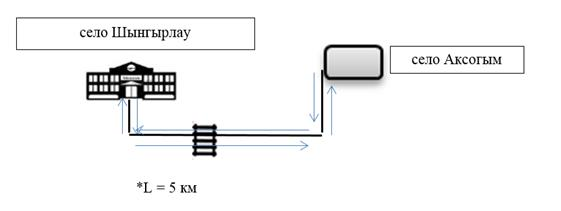 село Шынгырлау
село Аксогым
*L = 5 км